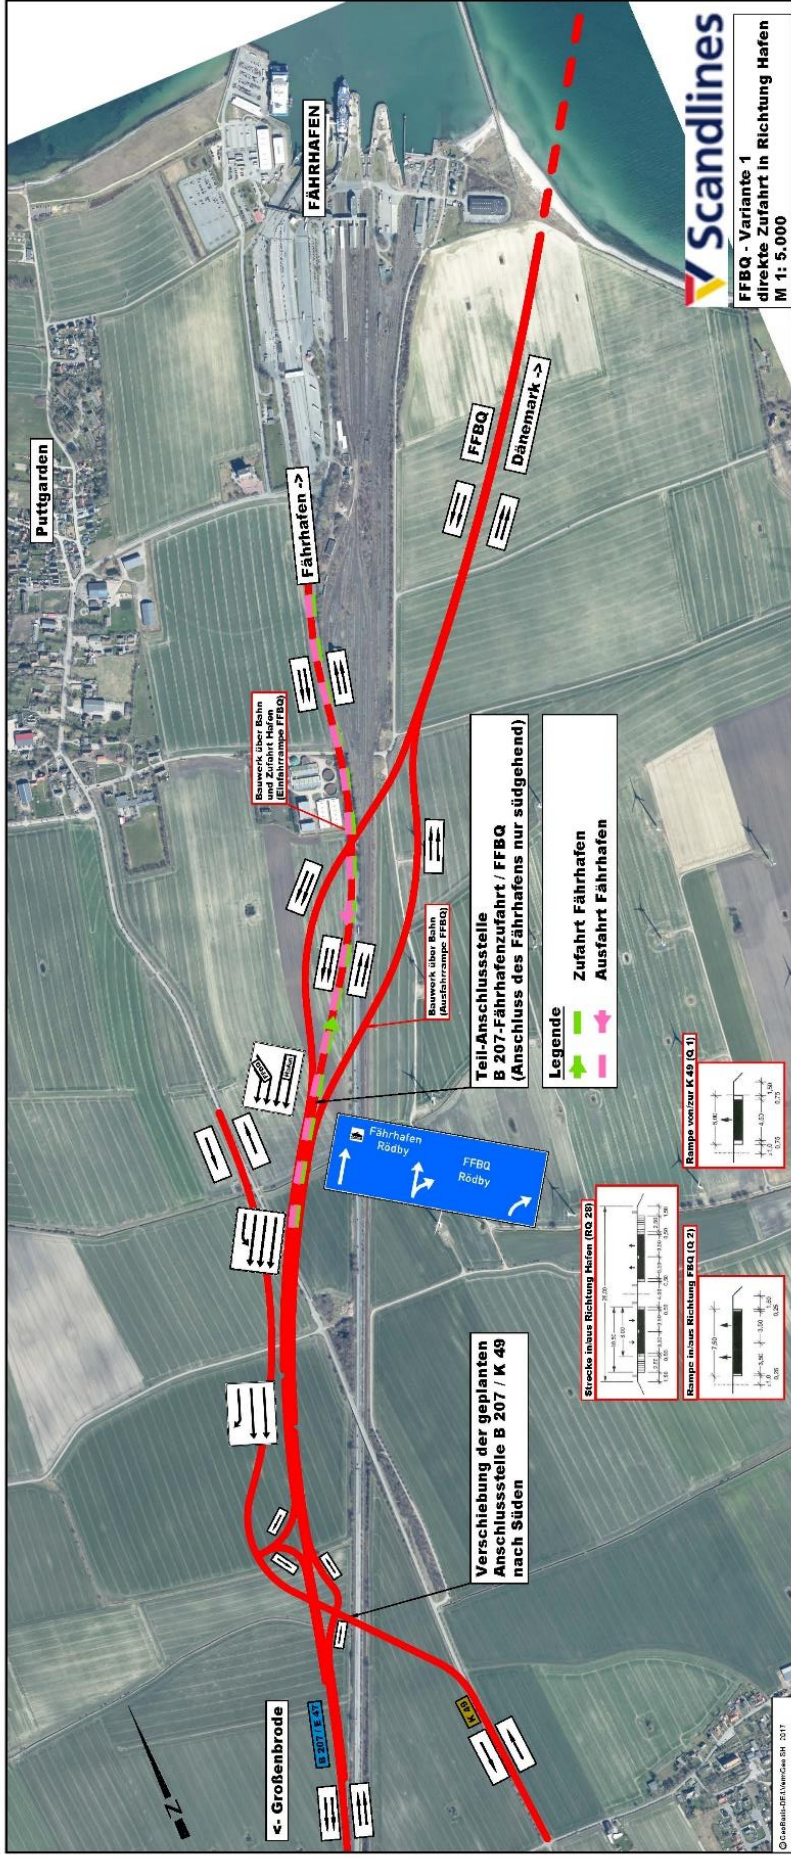 Scandlines
FFBQ - Variante 1
direkte Zufahrt in Richtung Hafen
M 1: 5.000
FÄHRHAFEN
Puttgarden
Fährhafen ->
FFBQ
Dänemark ->
Bauwerk über Bahn
und Zufahrt Hafen
(Einfahrrampe FFBQ)
Bauwerk über Bahn
(Ausfahrrampe FFBQ)
Teil-Anschlussstelle
B 207-Fährhafenzufahrt / FFBQ
(Anschluss des Fährhafens nur südgehend)
Legende
Zufahrt Fährhafen
Ausfahrt Fährhafen
FFBQ
Hafen
Fährhafen
Rödby
FFBQ
Rödby
Verschiebung der geplanten
Anschlussstelle B 207 / K 49
nach Süden
<- Großenbrode
B 207 / E 47
K 49
N
Strecke in/aus Richtung Hafen (RQ 28)
Rampe in/aus Richtung FBQ (Q 2)
7,50
Rampe von/zur K 49 (Q 1)